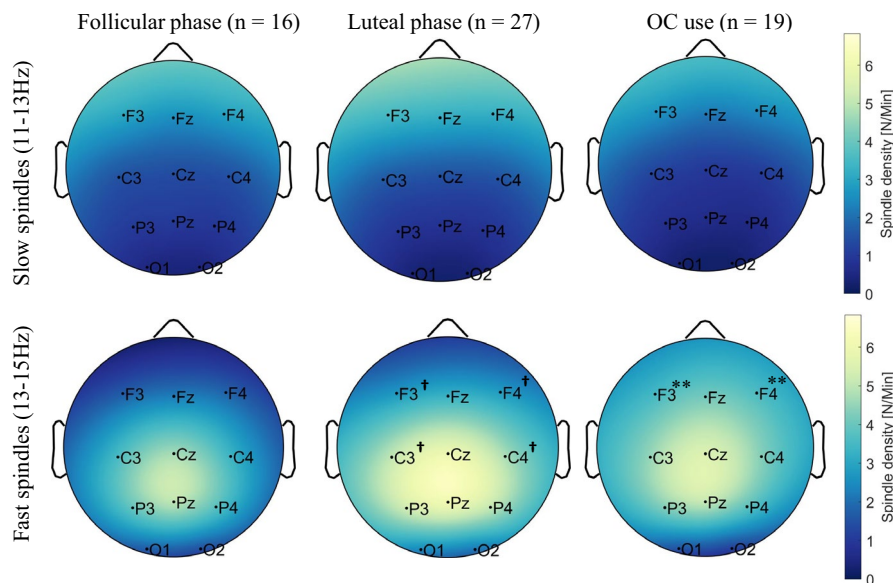 Follicular phase (n = 16) Luteal phase (n = 27) OC use (n = 19)
Slow spindles (11-13Hz)
F3 Fz F4
C3 Cz C4
P3 Pz P4
O1 O2
F3 Fz F4
C3 Cz C4
P3 Pz P4
O1 O2
F3 Fz F4
C3 Cz C4
P3 Pz P4
O1 O2
6
5
4
3
2
1
0
Spindle density [N/Min]
Fast spindles (13-15Hz)
F3 Fz F4
C3 Cz C4
P3 Pz P4
O1 O2
F3† Fz F4†
C3† Cz C4†
P3 Pz P4
O1 O2
F3** Fz F4**
C3 Cz C4
P3 Pz P4
O1 O2
6
5
4
3
2
1
0
Spindle density [N/Min]